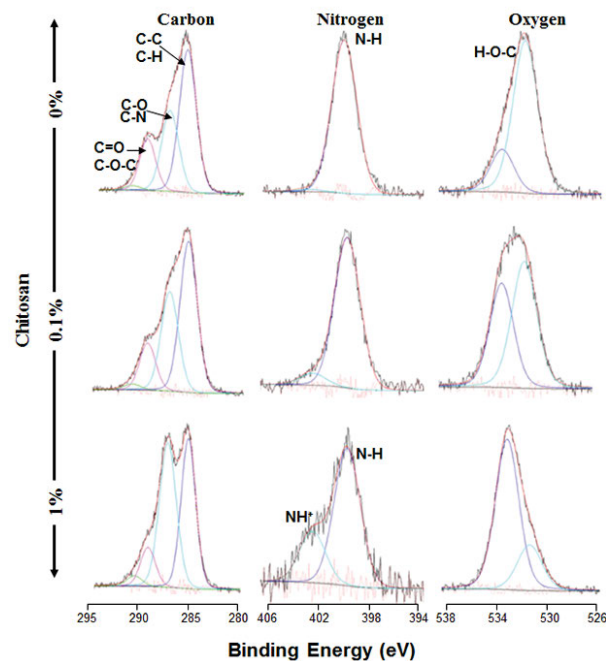 Carbon Nitrogen Oxygen
C-C
C-H
N-H
H-O-C
C-O
C-N
C=O
C-O-C
0%
0.1%
1%
Chitosan
N-H
NH⁺
295 290 285 280 406 402 398 394 538 534 530 526
Binding Energy (eV)